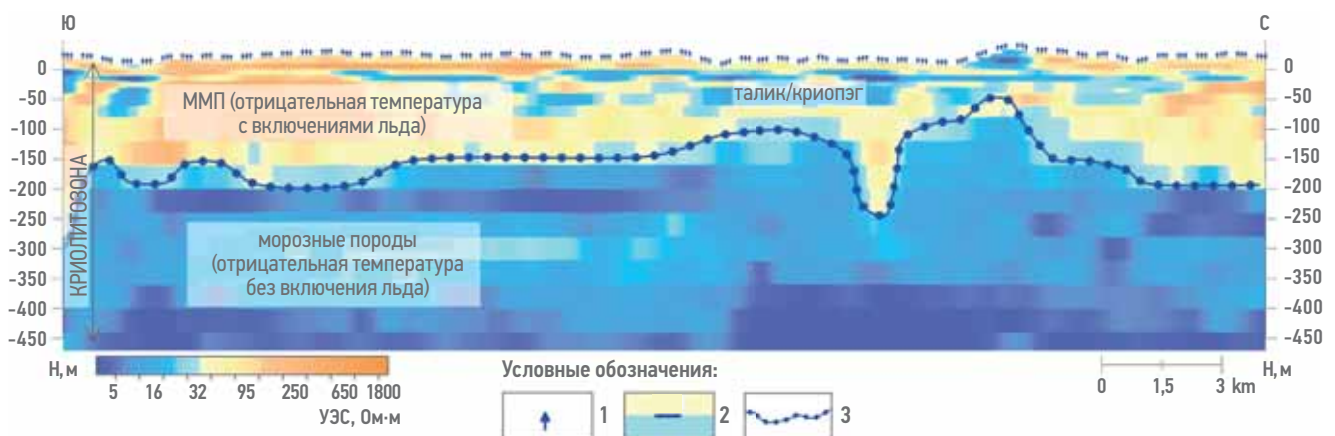 Ю С
0 0
-50 -50
-100 -100
-150 -150
-200 -200
-250 -250
-300 -300
-350 -350
-400 -400
-450 -450
Н, м Н, м
КРИОЛИТОЗОНА
ММП (отрицательная температура
с включениями льда)
талик/криопэг
морозные породы
(отрицательная температура
без включения льда)
5 16 32 95 250 650 1800
УЭС, Ом·м
Условные обозначения:
1 2 3
0 1,5 3 km